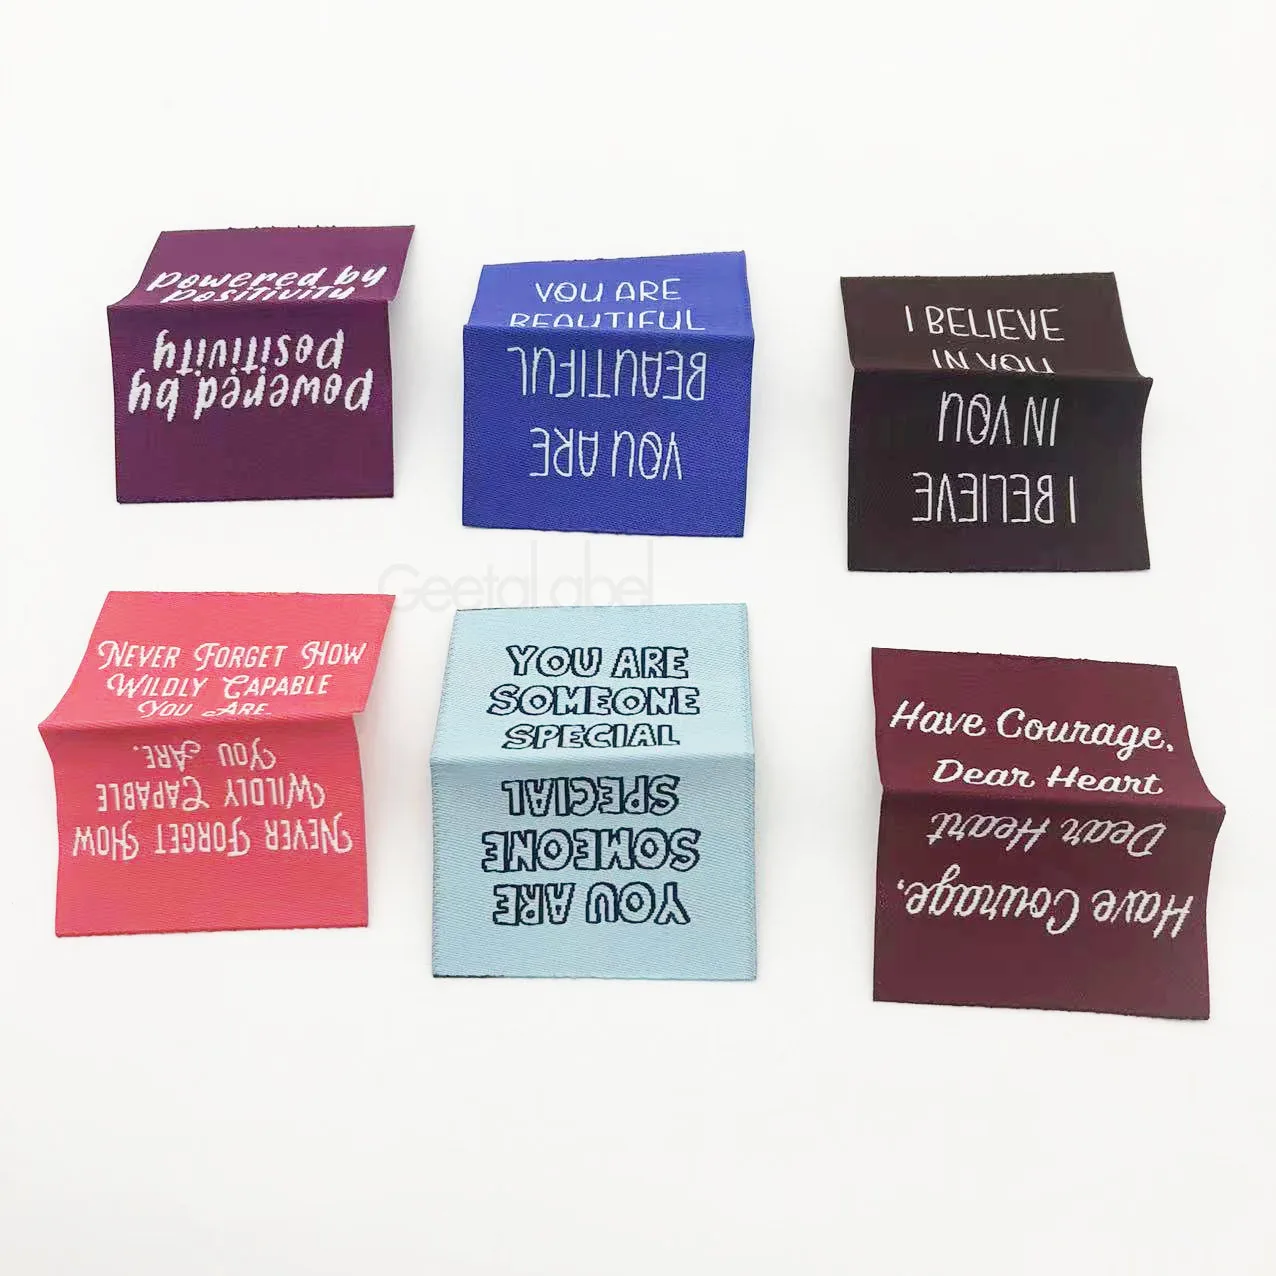 powered by
positivity
positivity
powered by
YOU ARE
BEAUTIFUL
BEAUTIFUL
YOU ARE
I BELIEVE
IN YOU
IN YOU
I BELIEVE
GeetaLabel
NEVER FORGET HOW
WILDLY CAPABLE
YOU ARE.
YOU ARE.
WILDLY CAPABLE
NEVER FORGET HOW
YOU ARE
SOMEONE
SPECIAL
SPECIAL
SOMEONE
YOU ARE
Have Courage,
Dear Heart
Dear Heart
Have Courage,